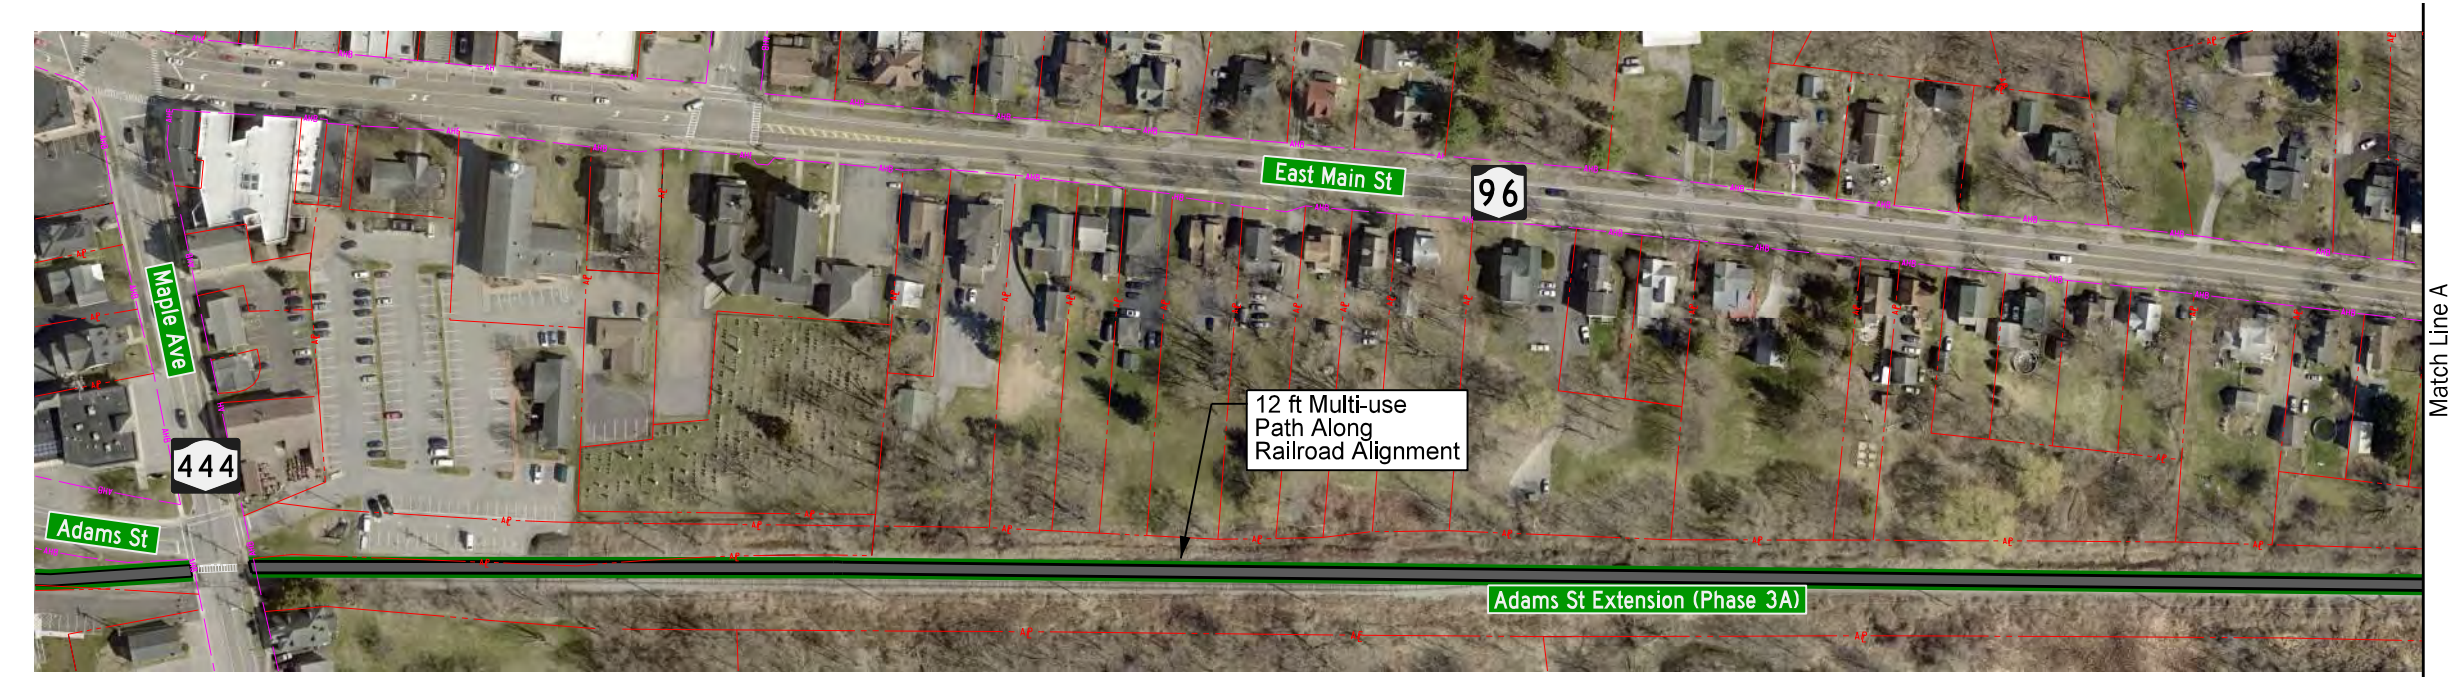 East Main St
96
Maple Ave
12 ft Multi-use
Path Along
Railroad Alignment
Match Line A
444
Adams St
Adams St Extension (Phase 3A)